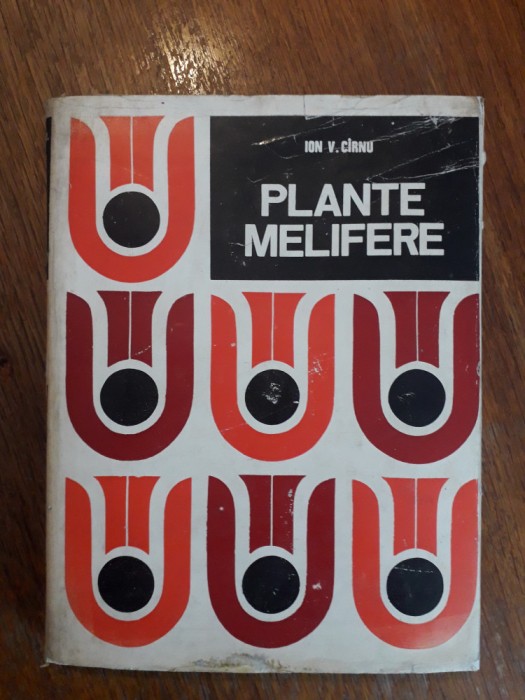 ION V. CÎRNU
PLANTE
MELIFERE